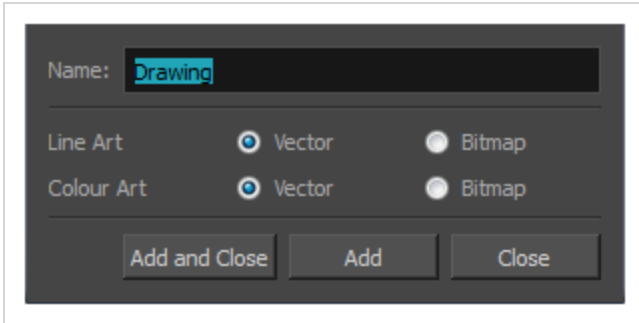 Name: Drawing
Line Art Vector Bitmap
Colour Art Vector Bitmap
Add and Close Add Close